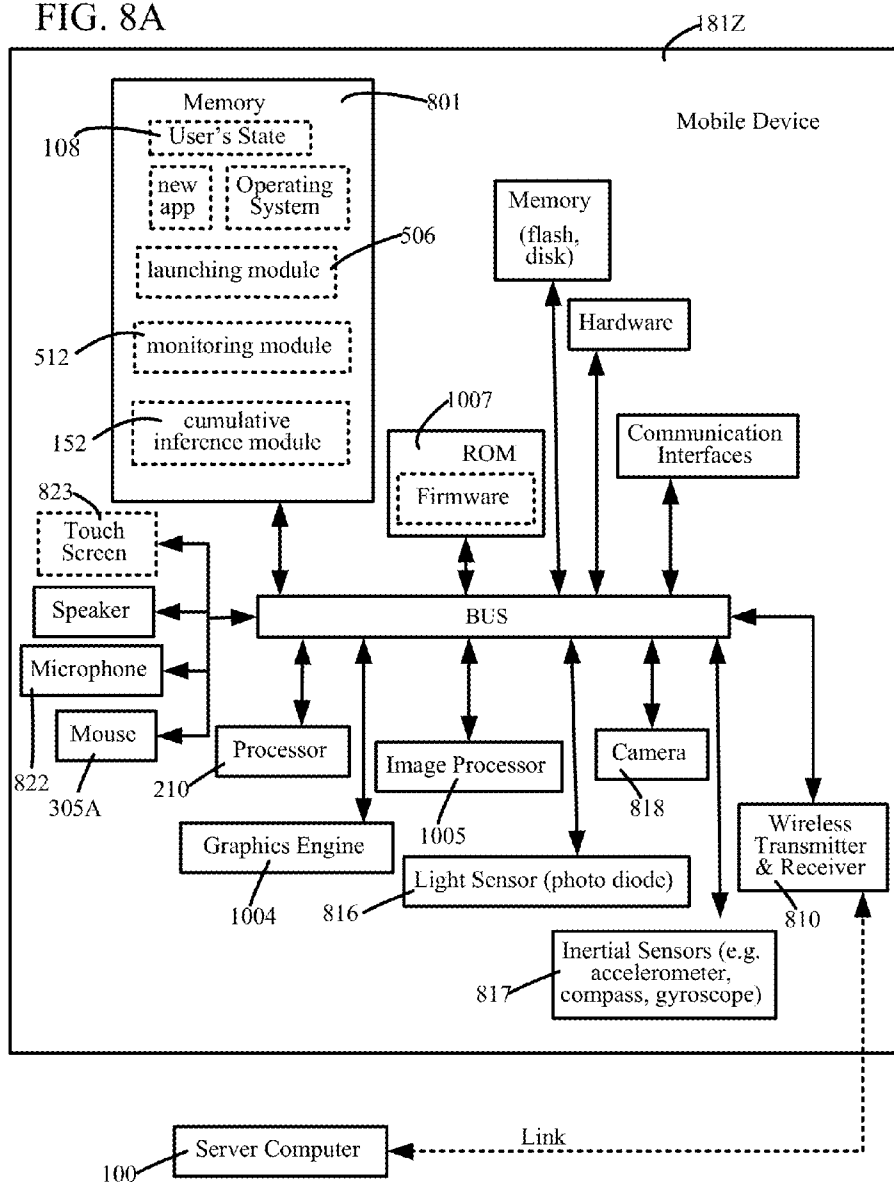 FIG. 8A
181Z
Mobile Device
Memory
801
User's State
108
new
app
Operating
System
launching module
506
monitoring module
512
cumulative
inference module
152
Memory
(flash,
disk)
Hardware
1007
ROM
Firmware
Communication
Interfaces
823
Touch
Screen
Speaker
Microphone
822
Mouse
305A
BUS
Processor
210
Image Processor
1005
Camera
818
Graphics Engine
1004
Light Sensor (photo diode)
816
Wireless
Transmitter
& Receiver
810
Inertial Sensors (e.g.
accelerometer,
compass, gyroscope)
817
Link
Server Computer
100